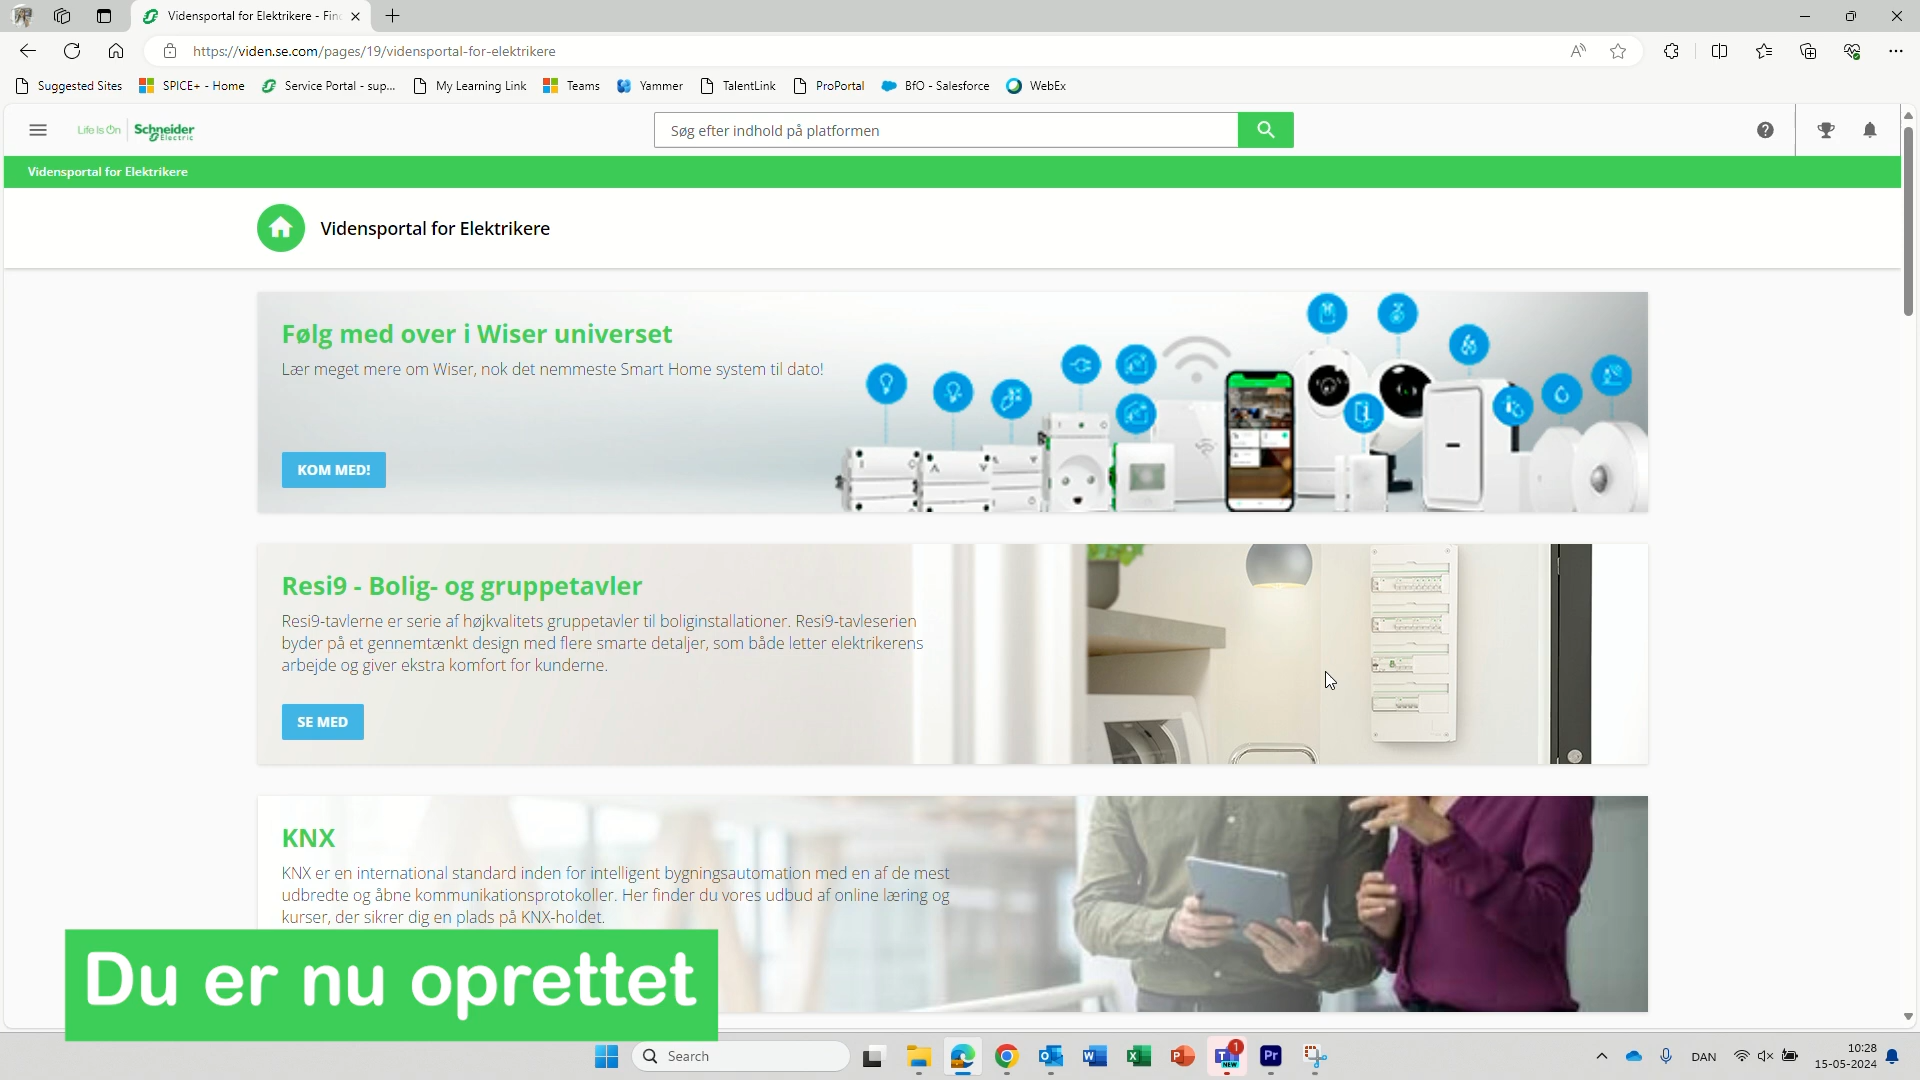 Vidensportal for Elektrikere - Fin
https://viden.se.com/pages/19/vidensportal-for-elektrikere
Suggested Sites
SPICE+ - Home
Service Portal - sup...
My Learning Link
Teams
Yammer
TalentLink
ProPortal
BfO - Salesforce
WebEx
Life Is On
Schneider Electric
Søg efter indhold på platformen
Vidensportal for Elektrikere
Vidensportal for Elektrikere
Følg med over i Wiser universet
Lær meget mere om Wiser, nok det nemmeste Smart Home system til dato!
KOM MED!
Resi9 - Bolig- og gruppetavler
Resi9-tavlerne er serie af højkvalitets gruppetavler til boliginstallationer. Resi9-tavleserien
byder på et gennemtænkt design med flere smarte detaljer, som både letter elektrikerens
arbejde og giver ekstra komfort for kunderne.
SE MED
KNX
KNX er en international standard inden for intelligent bygningsautomation med en af de mest
udbredte og åbne kommunikationsprotokoller. Her finder du vores udbud af online læring og
kurser, der sikrer dig en plads på KNX-holdet.
Du er nu oprettet
Search
1
NEW
Pr
DAN
10:28
15-05-2024